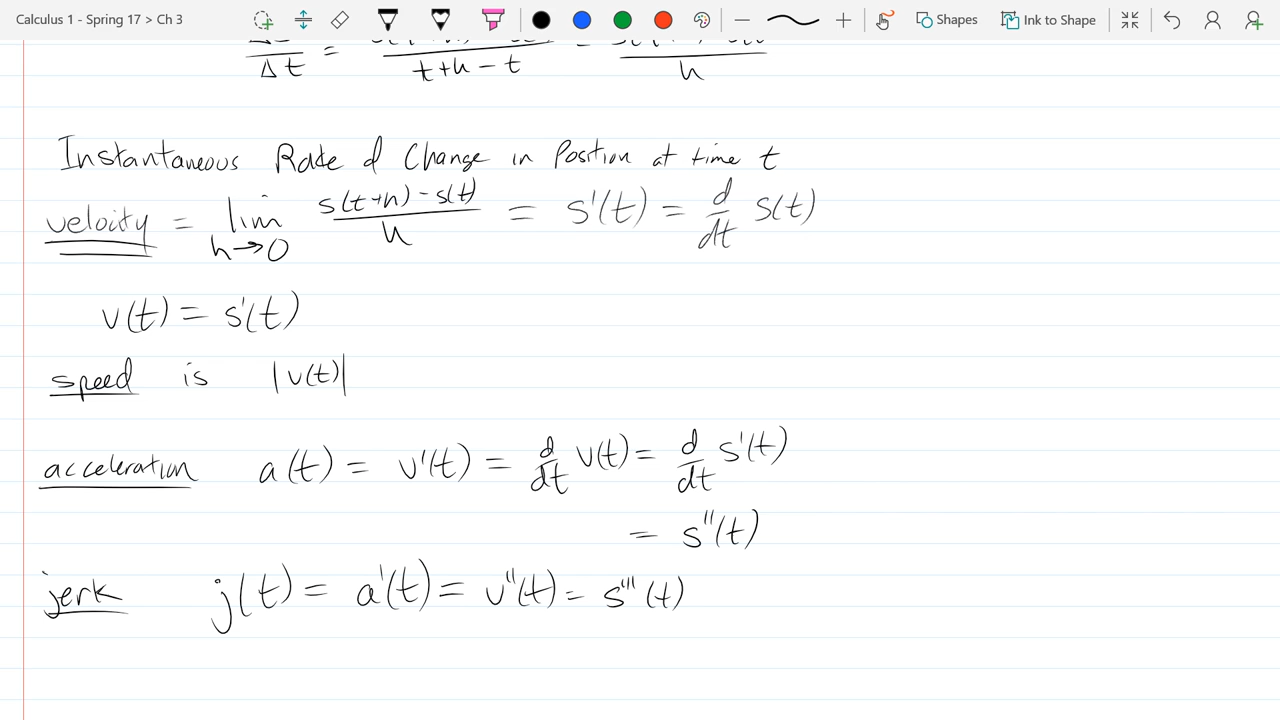 Calculus 1 - Spring 17 > Ch 3
Shapes
Ink to Shape
Δt = t+h-t h
Instantaneous Rate of Change in Position at time t
velocity = lim h→0 s(t+h)-s(t)/h = s'(t) = d/dt s(t)
v(t) = s'(t)
speed is |v(t)|
acceleration a(t) = v'(t) = d/dt v(t) = d/dt s'(t)
= s''(t)
jerk j(t) = a'(t) = v''(t) = s'''(t)